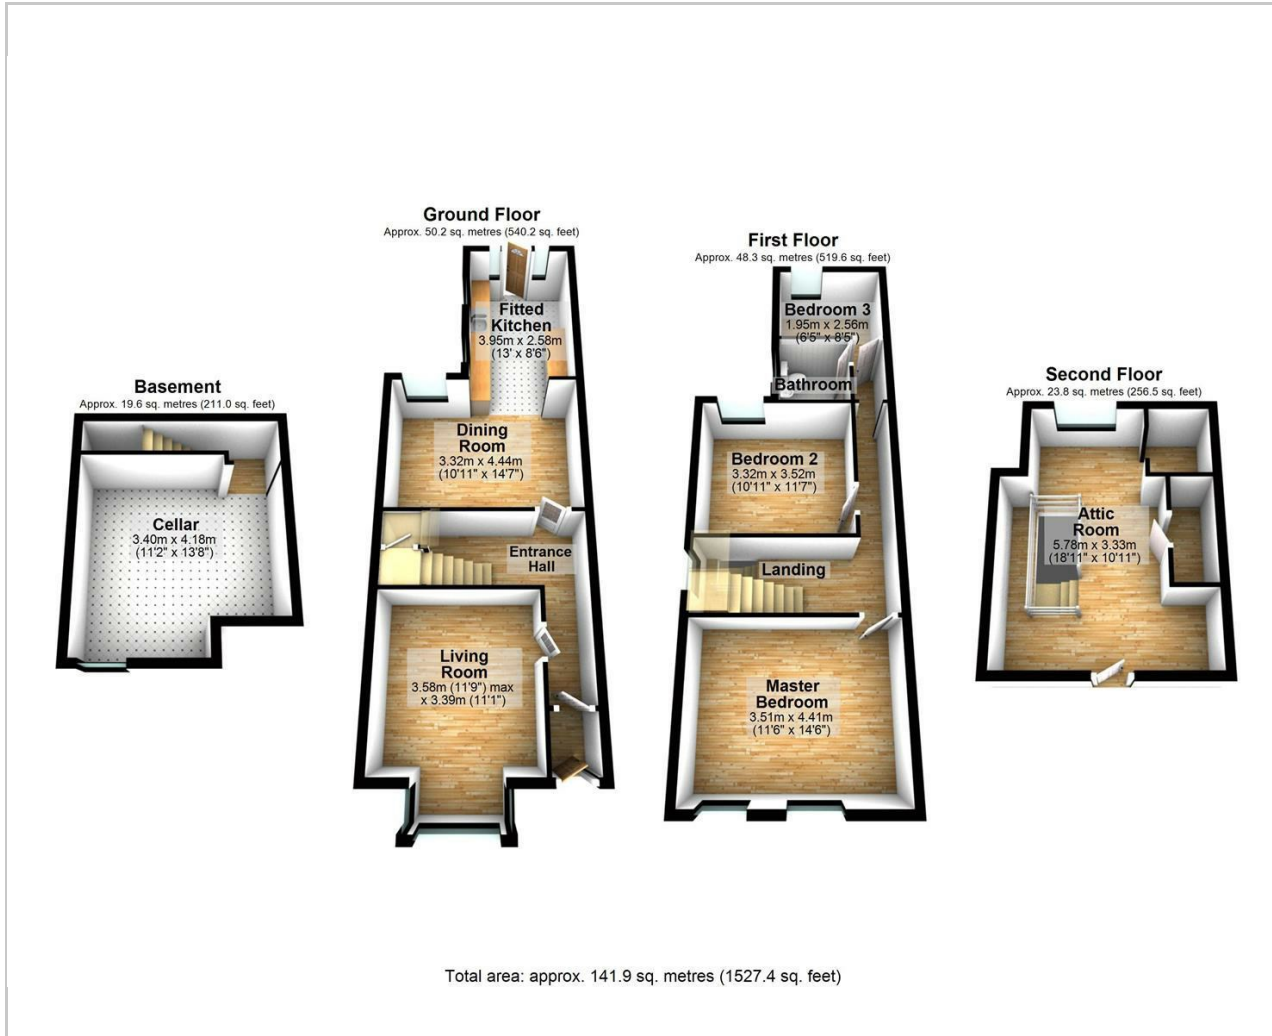 Ground Floor
Approx. 50.2 sq. metres (540.2 sq. feet)
Fitted
Kitchen
3.95m x 2.58m
(13' x 8'6")
Dining
Room
3.32m x 4.44m
(10'11" x 14'7")
Entrance
Hall
Living
Room
3.58m (11'9") max
x 3.39m (11'1")
First Floor
Approx. 48.3 sq. metres (519.6 sq. feet)
Bedroom 3
1.95m x 2.56m
(6'5" x 8'5")
Bathroom
Bedroom 2
3.32m x 3.52m
(10'11" x 11'7")
Landing
Master
Bedroom
3.51m x 4.41m
(11'6" x 14'6")
Basement
Approx. 19.6 sq. metres (211.0 sq. feet)
Cellar
3.40m x 4.18m
(11'2" x 13'8")
Second Floor
Approx. 23.8 sq. metres (256.5 sq. feet)
Attic
Room
5.78m x 3.33m
(18'11" x 10'11")
Total area: approx. 141.9 sq. metres (1527.4 sq. feet)